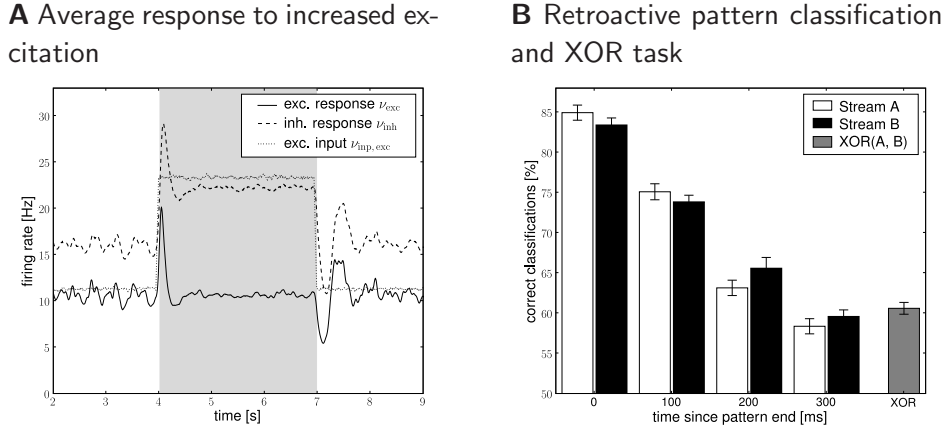 A Average response to increased ex-
citation
exc. response ν_exc
inh. response ν_inh
exc. input ν_inp,exc
30
25
20
15
10
5
0
firing rate [Hz]
2 3 4 5 6 7 8 9
time [s]
B Retroactive pattern classification
and XOR task
Stream A
Stream B
XOR(A, B)
85
80
75
70
65
60
55
50
correct classifications [%]
0 100 200 300 XOR
time since pattern end [ms]